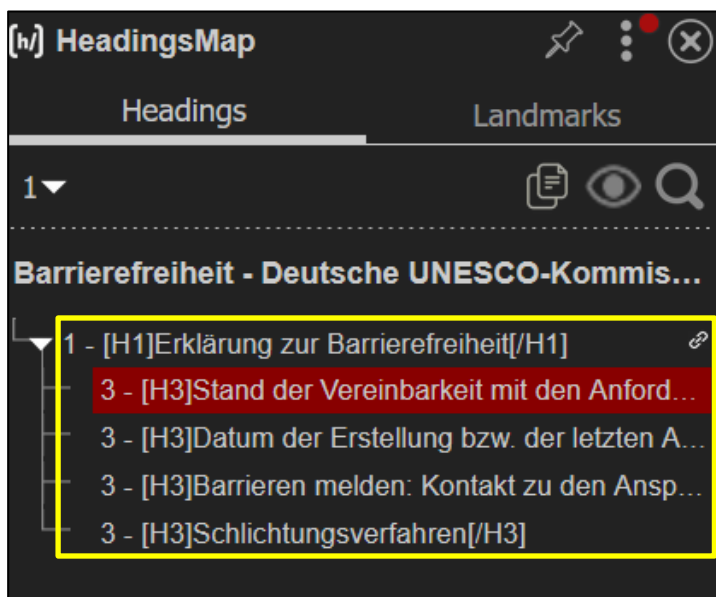 [h/] HeadingsMap
Headings Landmarks
1
Barrierefreiheit - Deutsche UNESCO-Kommis...
1 - [H1]Erklärung zur Barrierefreiheit[/H1]
3 - [H3]Stand der Vereinbarkeit mit den Anford...
3 - [H3]Datum der Erstellung bzw. der letzten A...
3 - [H3]Barrieren melden: Kontakt zu den Ansp...
3 - [H3]Schlichtungsverfahren[/H3]